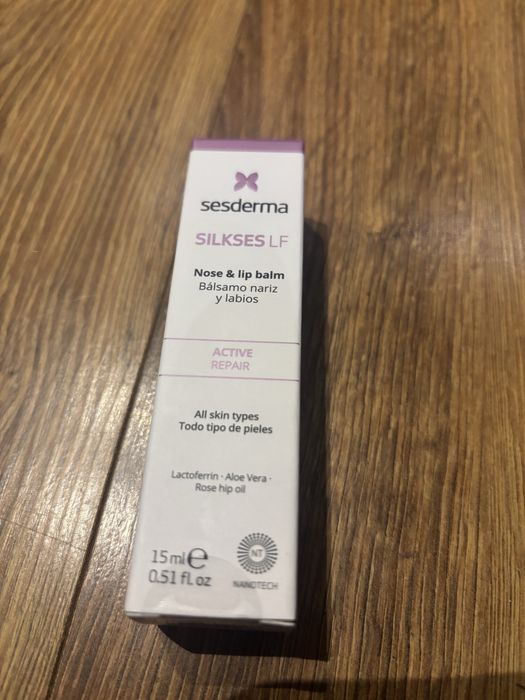 sesderma
SILKSES LF
Nose & lip balm
Bálsamo nariz
y labios
ACTIVE
REPAIR
All skin types
Todo tipo de pieles
Lactoferrin · Aloe Vera ·
Rose hip oil
15 ml ℮
0.51 fl. oz
NT
NANOTECH